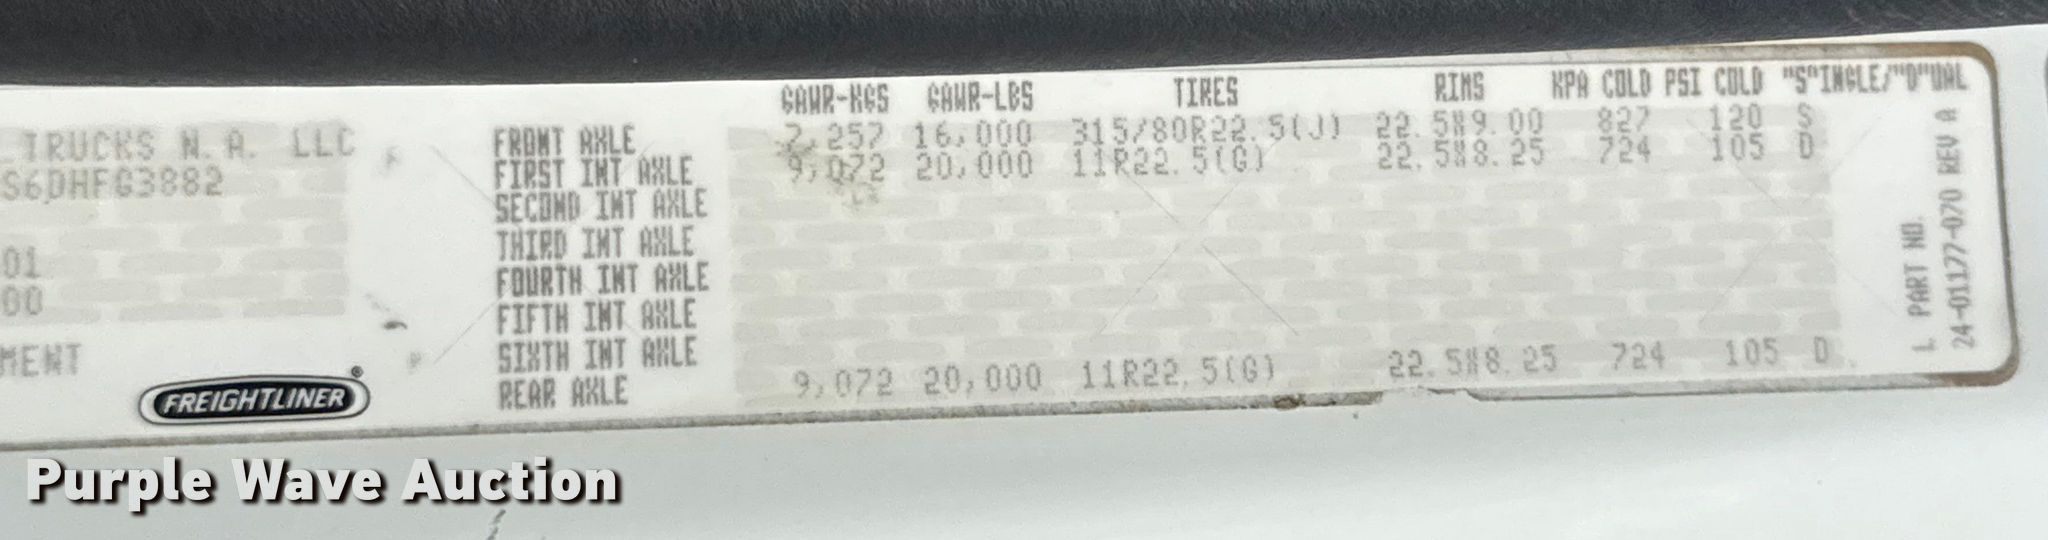 GAWR-KGS GAWR-LBS TIRES RIMS KPA COLD PSI COLD "S"INGLE/"D"UAL
TRUCKS N.A. LLC
S6DHFG3882
01
00
MENT
FREIGHTLINER®
FRONT AXLE 7,257 16,000 315/80R22.5(J) 22.5X9.00 827 120 S
FIRST INT AXLE 9,072 20,000 11R22.5(G) 22.5X8.25 724 105 D
SECOND INT AXLE
THIRD INT AXLE
FOURTH INT AXLE
FIFTH INT AXLE
SIXTH INT AXLE
REAR AXLE 9,072 20,000 11R22.5(G) 22.5X8.25 724 105 D
L PART NO.
24-01177-070 REV A
Purple Wave Auction